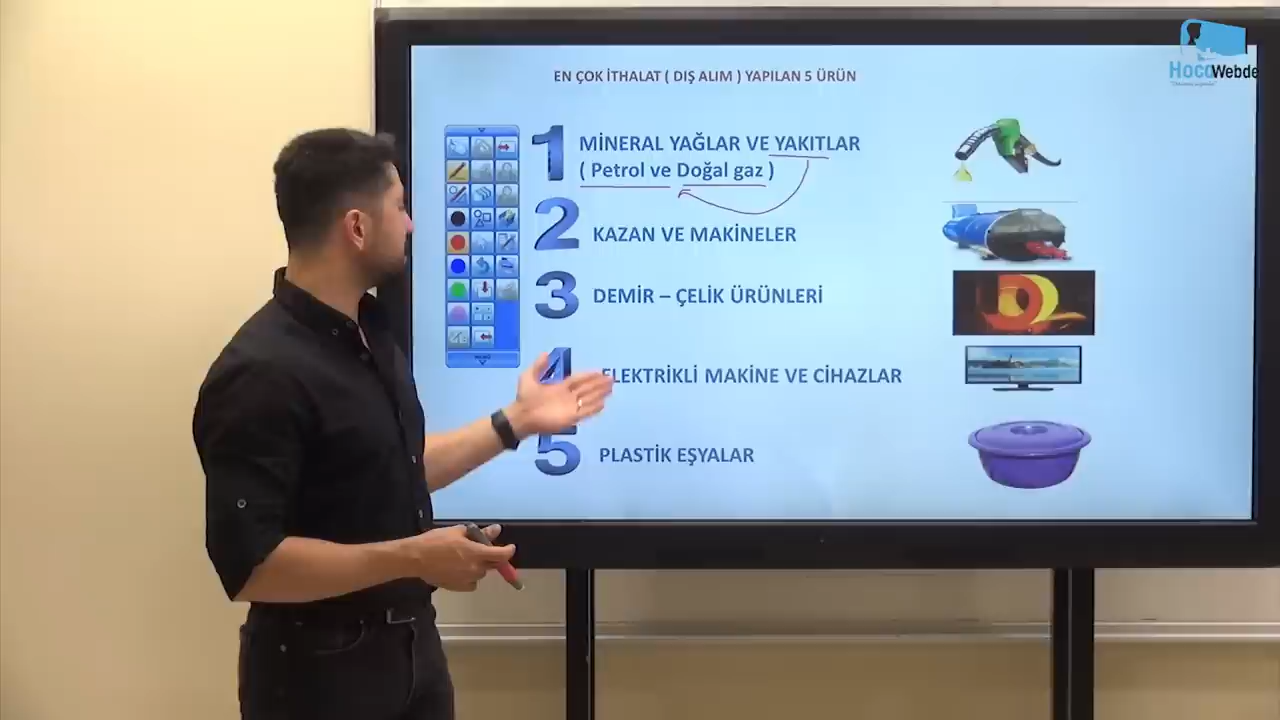 EN ÇOK İTHALAT ( DIŞ ALIM ) YAPILAN 5 ÜRÜN
HocaWebde
1 MİNERAL YAĞLAR VE YAKITLAR
( Petrol ve Doğal gaz )
2 KAZAN VE MAKİNELER
3 DEMİR – ÇELİK ÜRÜNLERİ
4 ELEKTRİKLİ MAKİNE VE CİHAZLAR
5 PLASTİK EŞYALAR